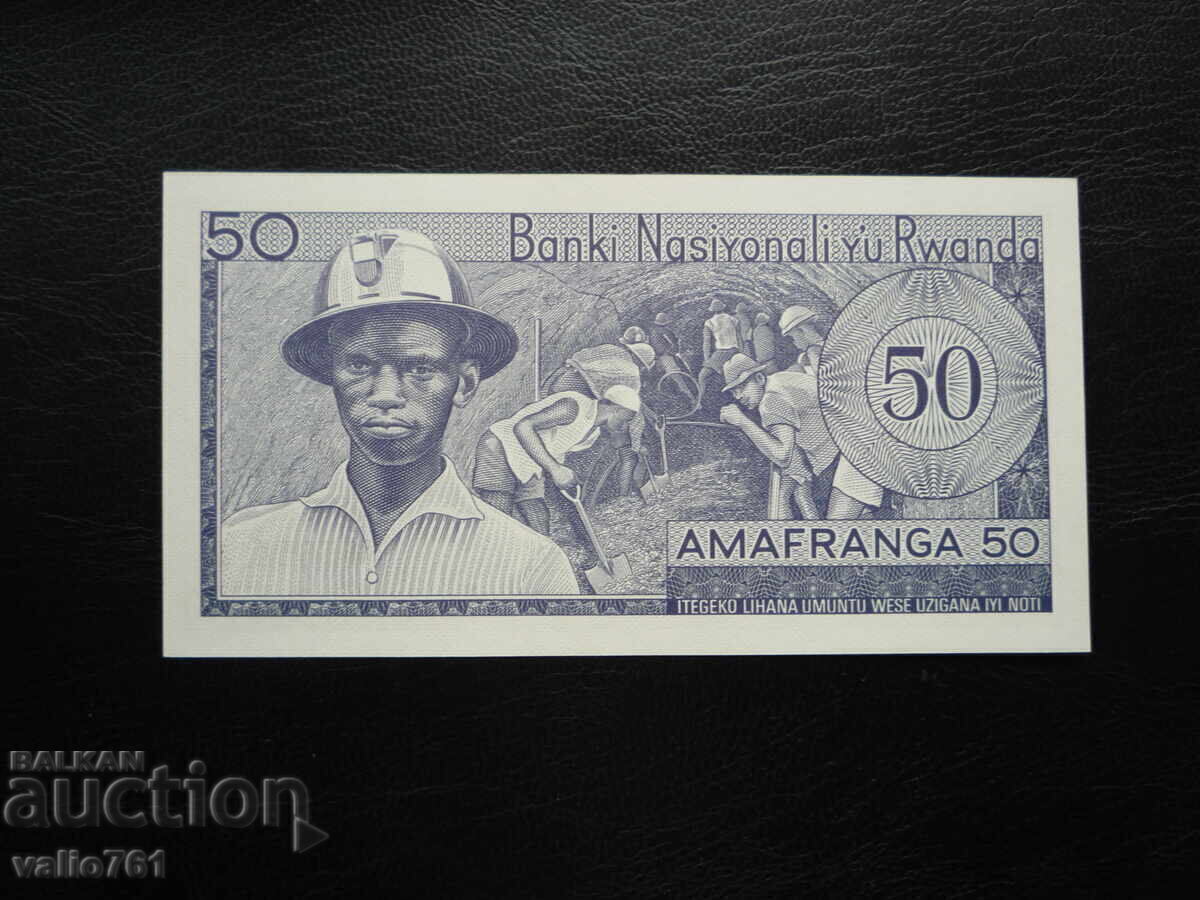 50 Banki Nasiyonali y'u Rwanda
50
AMAFRANGA 50
ITEGEKO LIHANA UMUNTU WESE UZIGANA IYI NOTI
BALKAN
auction
valio761